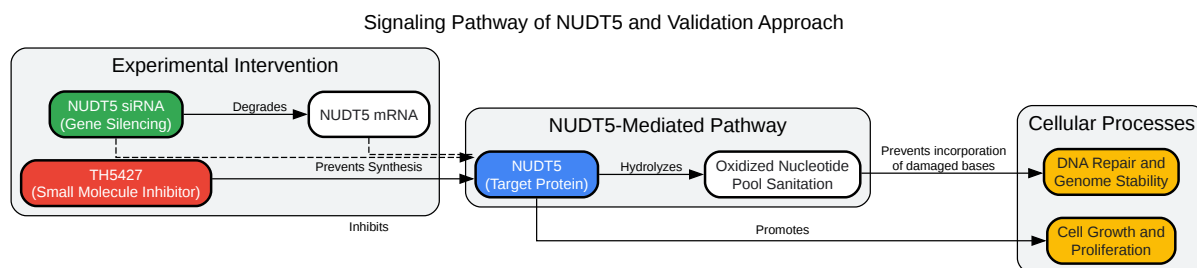 Signaling Pathway of NUDT5 and Validation Approach
Experimental Intervention
NUDT5 siRNA
(Gene Silencing)
Degrades
NUDT5 mRNA
TH5427
(Small Molecule Inhibitor)
Prevents Synthesis
Inhibits
NUDT5-Mediated Pathway
NUDT5
(Target Protein)
Hydrolyzes
Oxidized Nucleotide
Pool Sanitation
Prevents incorporation
of damaged bases
Promotes
Cellular Processes
DNA Repair and
Genome Stability
Cell Growth and
Proliferation